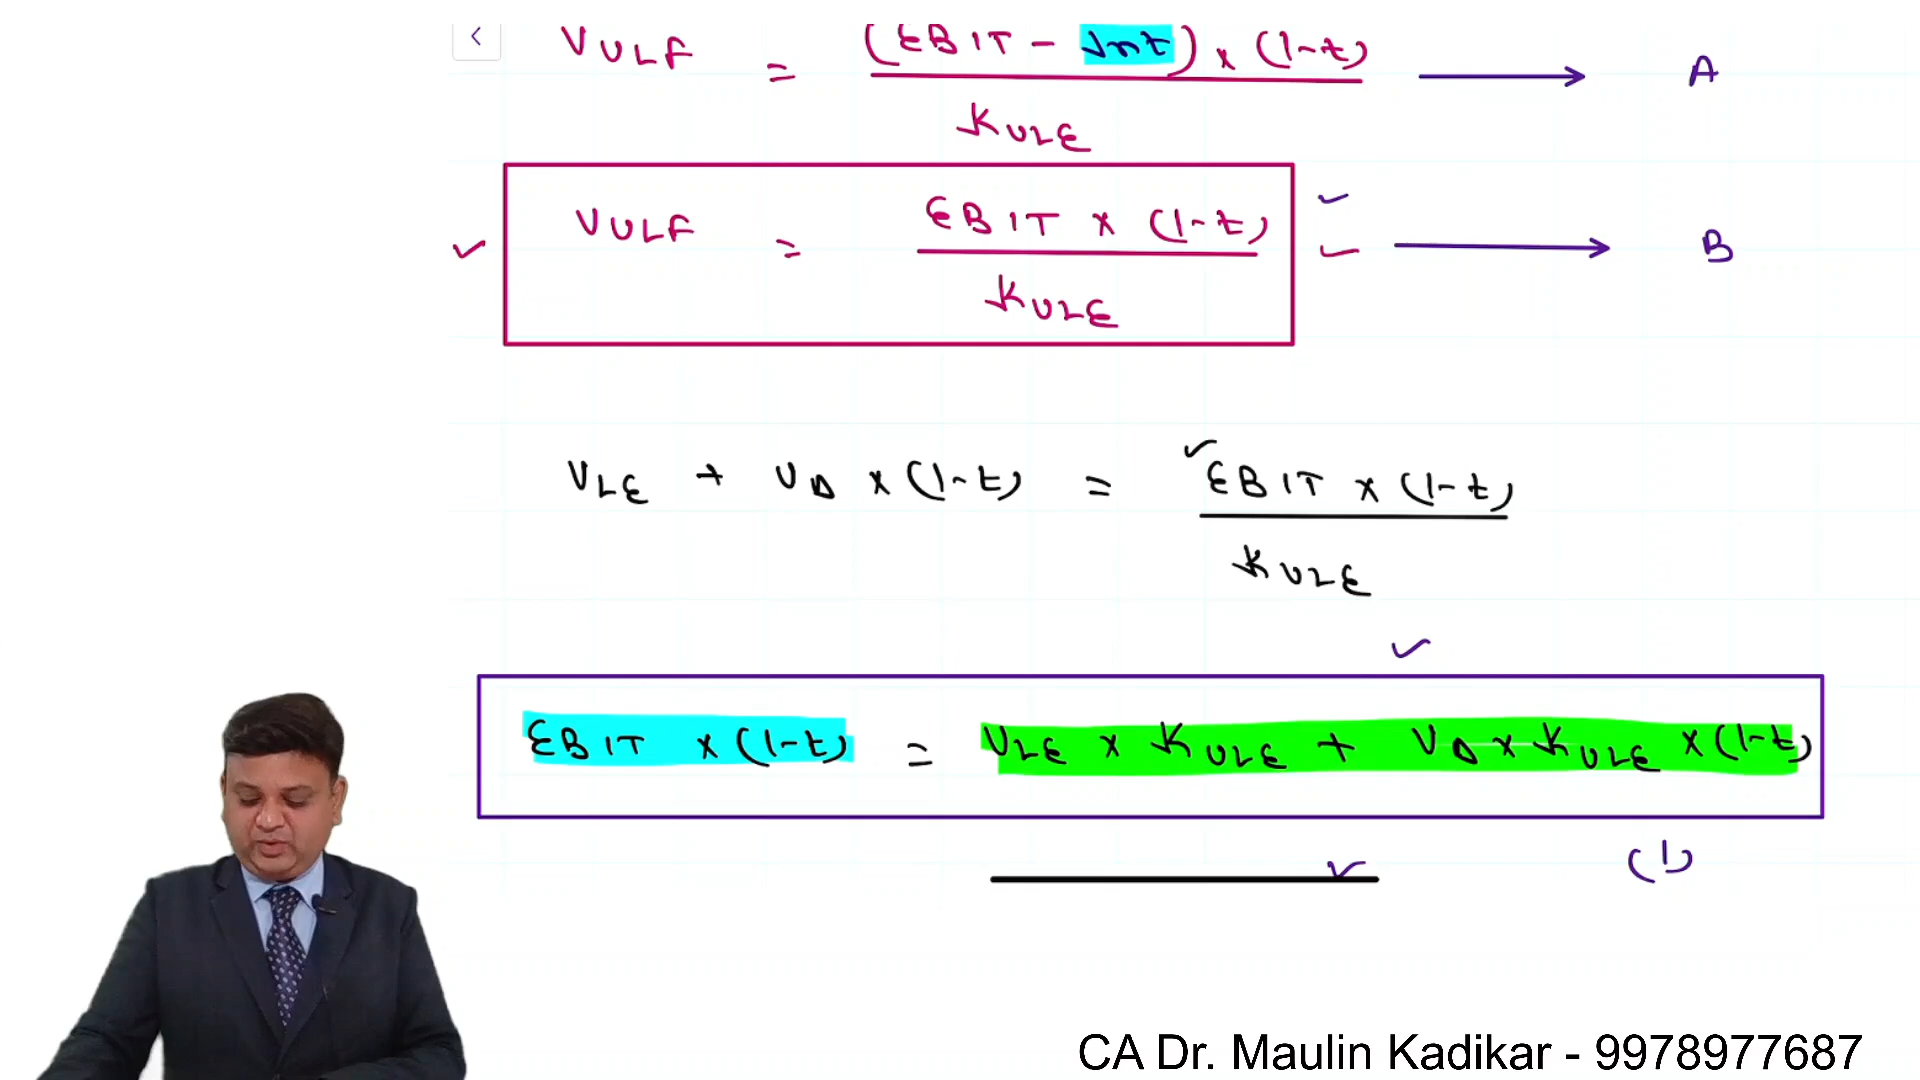 VULF = (EBIT - Int) x (1-t) / KULE → A
VULF = EBIT x (1-t) / KULE → B
VLE + VD x (1-t) = EBIT x (1-t) / KULE
EBIT x (1-t) = VLE x KULE + VD x KULE x (1-t)
(1)
CA Dr. Maulin Kadikar - 9978977687